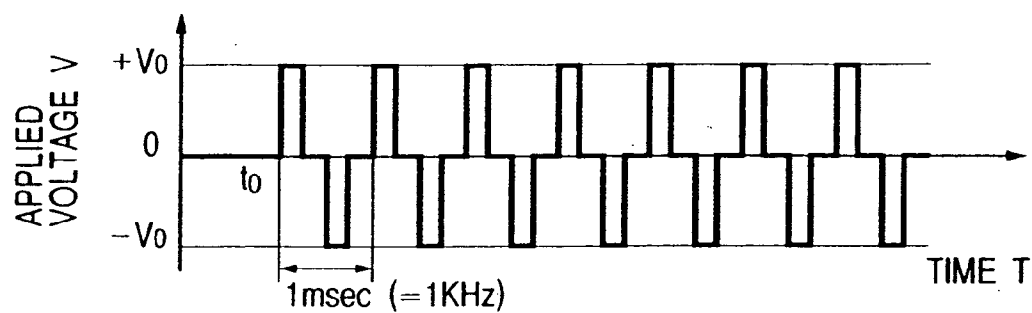 APPLIED
VOLTAGE V
+V0
0
−V0
t0
1msec (=1KHz)
TIME T